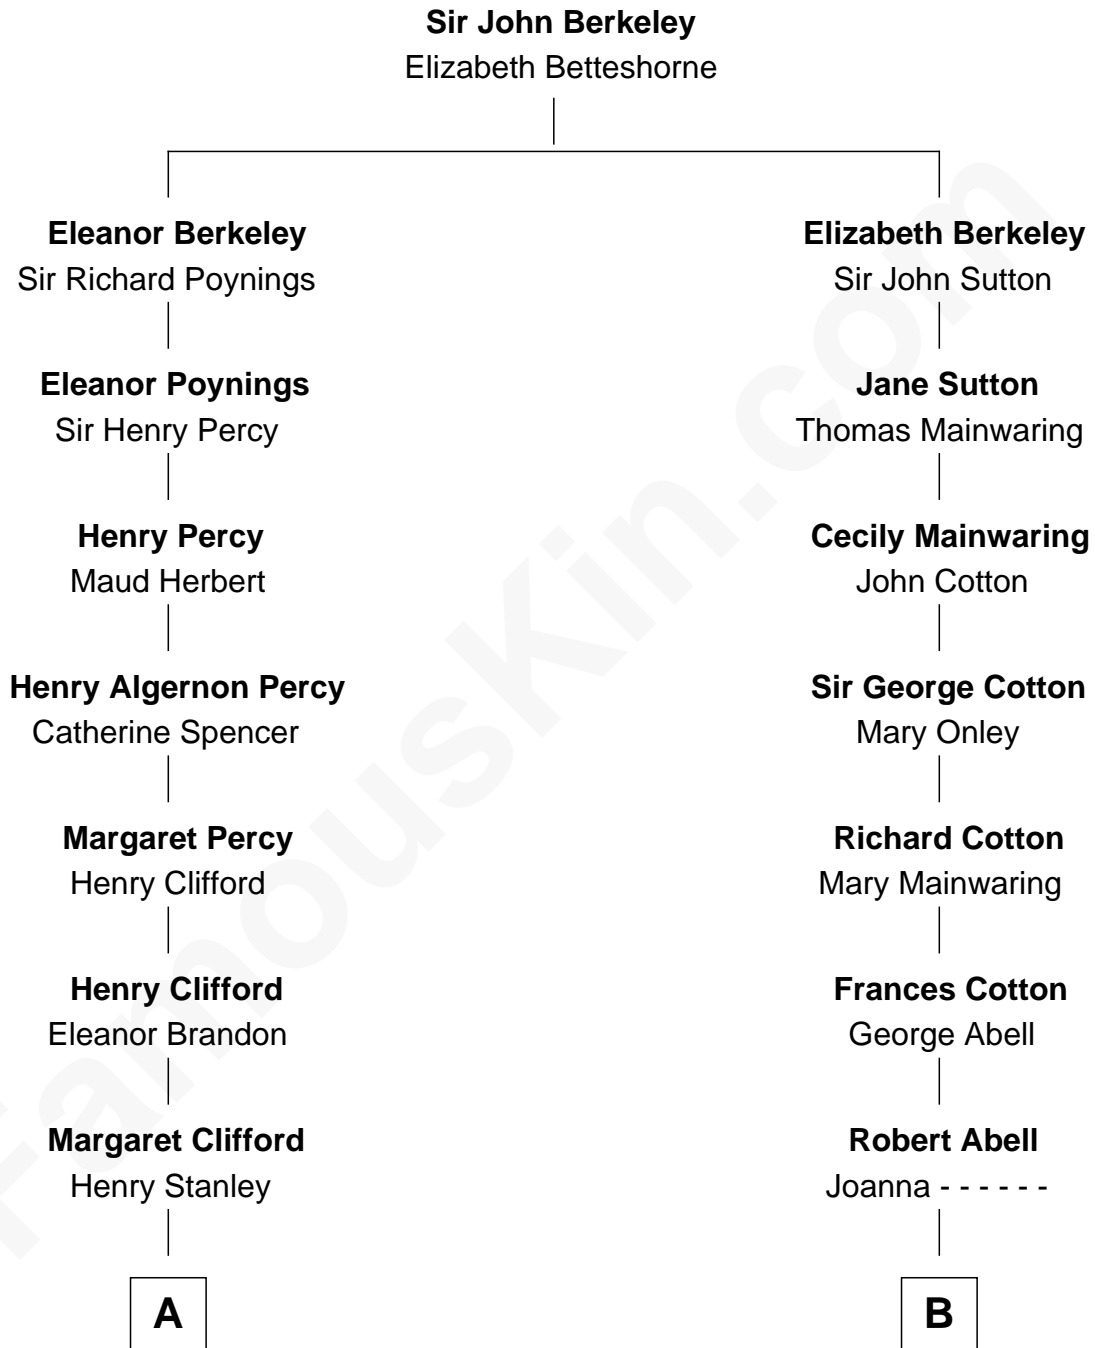 Sir John Berkeley
Elizabeth Betteshorne
Eleanor Berkeley
Sir Richard Poynings
Eleanor Poynings
Sir Henry Percy
Henry Percy
Maud Herbert
Henry Algernon Percy
Catherine Spencer
Margaret Percy
Henry Clifford
Henry Clifford
Eleanor Brandon
Margaret Clifford
Henry Stanley
A
Elizabeth Berkeley
Sir John Sutton
Jane Sutton
Thomas Mainwaring
Cecily Mainwaring
John Cotton
Sir George Cotton
Mary Onley
Richard Cotton
Mary Mainwaring
Frances Cotton
George Abell
Robert Abell
Joanna - - - - - -
B
FamousKin.com